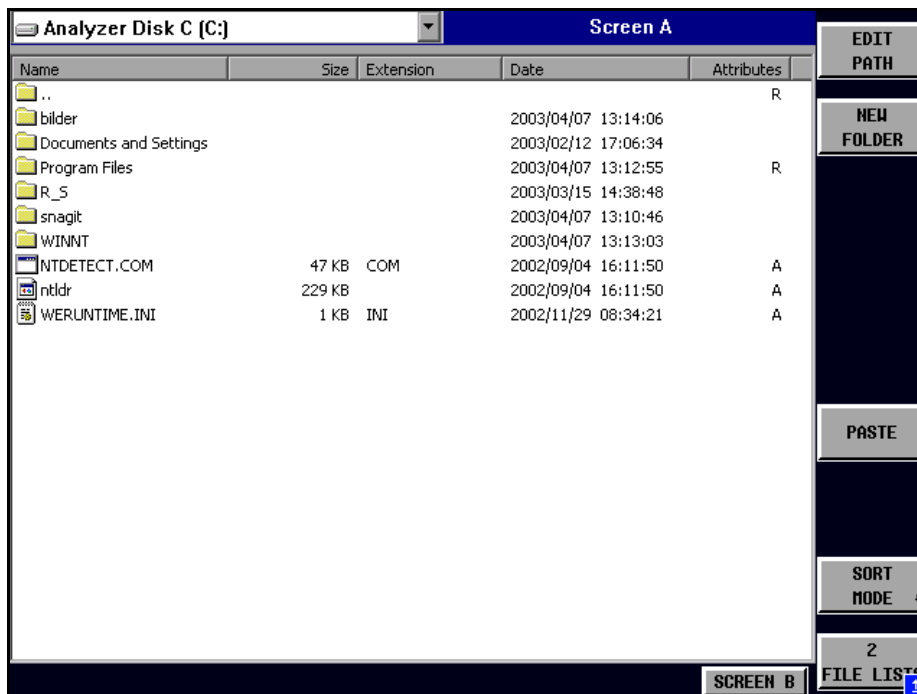 Analyzer Disk C (C:)
Screen A
Name Size Extension Date Attributes
.. R
bilder 2003/04/07 13:14:06
Documents and Settings 2003/02/12 17:06:34
Program Files 2003/04/07 13:12:55 R
R_S 2003/03/15 14:38:48
snagit 2003/04/07 13:10:46
WINNT 2003/04/07 13:13:03
NTDETECT.COM 47 KB COM 2002/09/04 16:11:50 A
ntldr 229 KB 2002/09/04 16:11:50 A
WERUNTIME.INI 1 KB INI 2002/11/29 08:34:21 A
SCREEN B
EDIT
PATH
NEW
FOLDER
PASTE
SORT
MODE
2
FILE LISTS